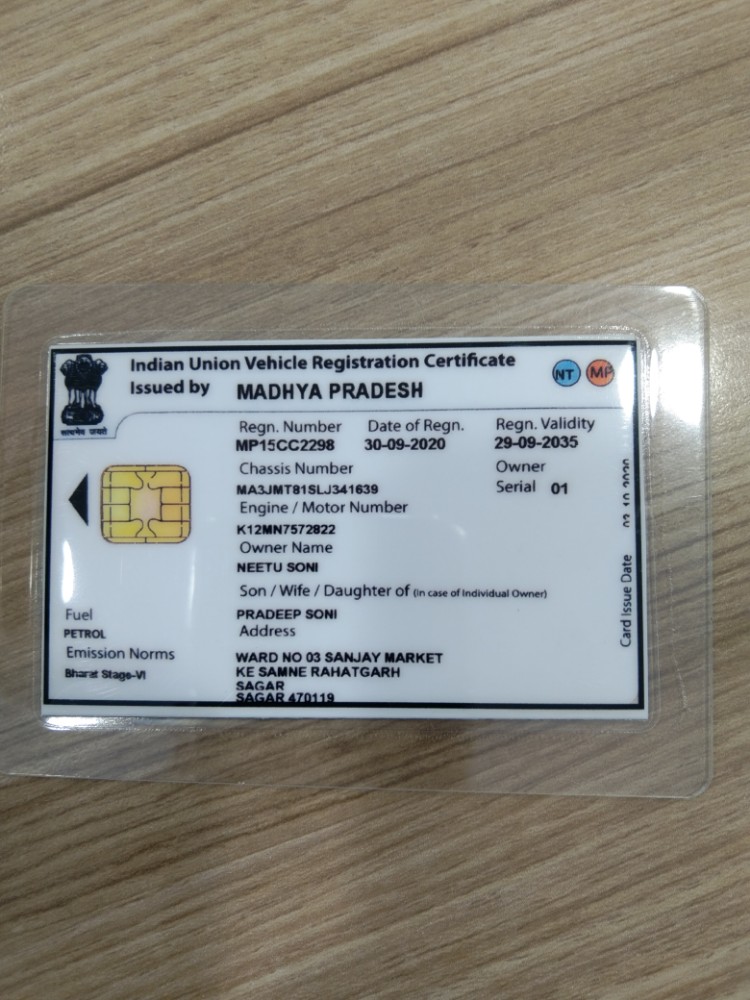 Indian Union Vehicle Registration Certificate
Issued by MADHYA PRADESH
NT MP
सत्यमेव जयते
Regn. Number Date of Regn. Regn. Validity
MP15CC2298 30-09-2020 29-09-2035
Chassis Number Owner
MA3JMT81SLJ341639 Serial 01
Engine / Motor Number
K12MN7572822
Owner Name
NEETU SONI
Son / Wife / Daughter of (In case of Individual Owner)
Fuel PRADEEP SONI
PETROL Address
Emission Norms WARD NO 03 SANJAY MARKET
Bharat Stage-VI KE SAMNE RAHATGARH
SAGAR
SAGAR 470119
Card Issue Date